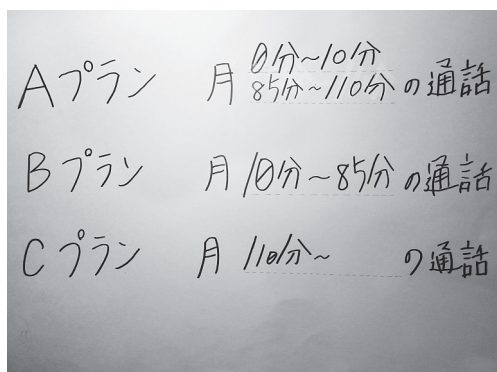 Aプラン 月 0分～10分 85分～110分 の通話
Bプラン 月 10分～85分 の通話
Cプラン 月 110分～ の通話